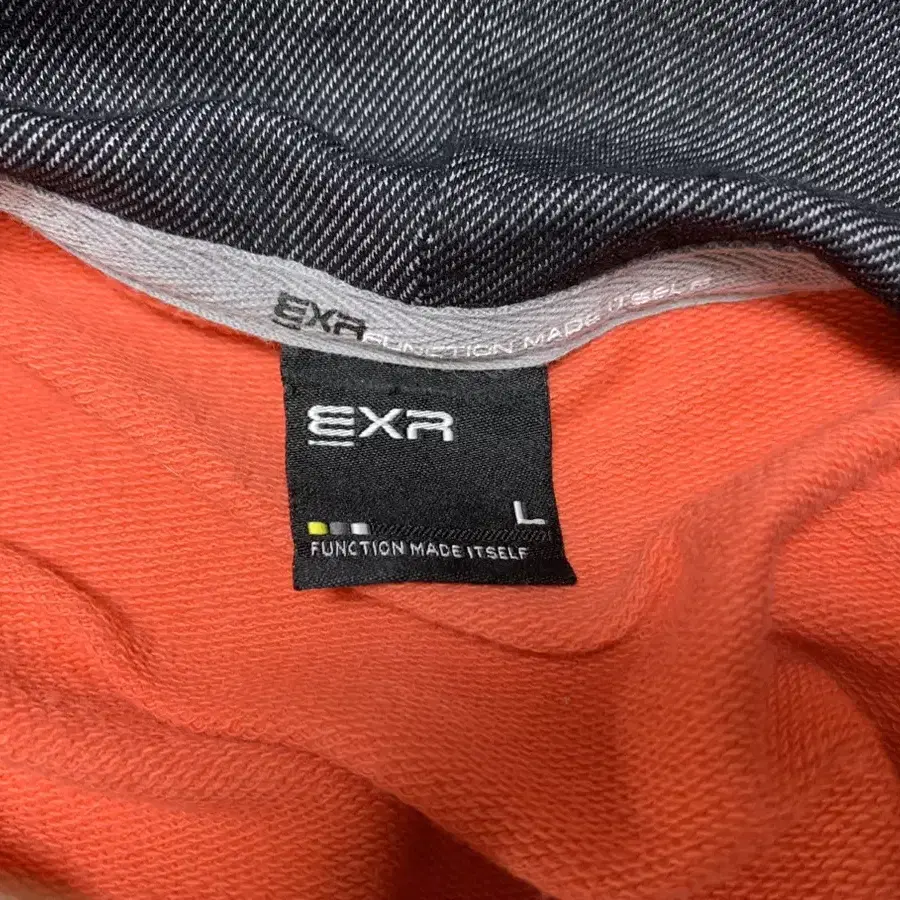 EXR FUNCTION MADE ITSELF
EXR
L
FUNCTION MADE ITSELF